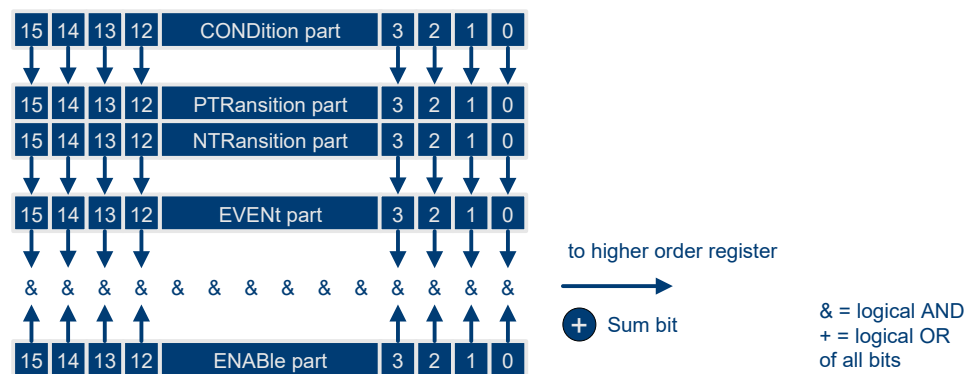 15 14 13 12 CONDition part 3 2 1 0
15 14 13 12 PTRansition part 3 2 1 0
15 14 13 12 NTRansition part 3 2 1 0
15 14 13 12 EVENt part 3 2 1 0
to higher order register
& & & & & & & & & & & & & &
+ Sum bit
& = logical AND
+ = logical OR
of all bits
15 14 13 12 ENABle part 3 2 1 0